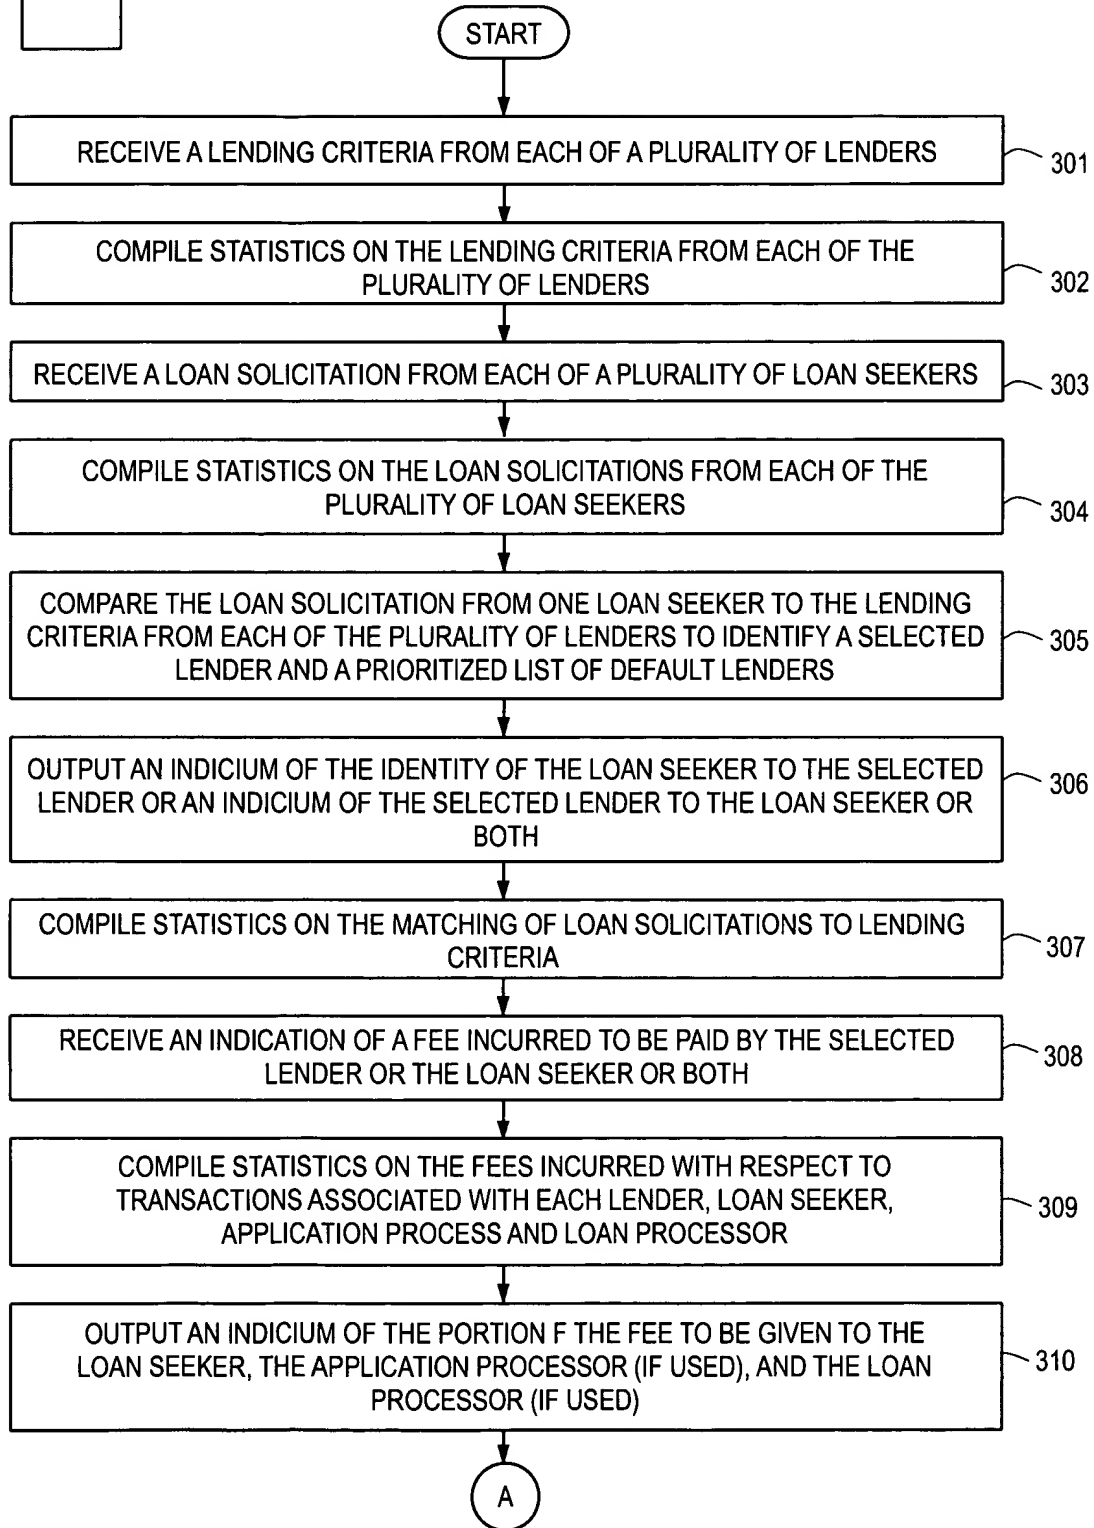 START
RECEIVE A LENDING CRITERIA FROM EACH OF A PLURALITY OF LENDERS
301
COMPILE STATISTICS ON THE LENDING CRITERIA FROM EACH OF THE
PLURALITY OF LENDERS
302
RECEIVE A LOAN SOLICITATION FROM EACH OF A PLURALITY OF LOAN SEEKERS
303
COMPILE STATISTICS ON THE LOAN SOLICITATIONS FROM EACH OF THE
PLURALITY OF LOAN SEEKERS
304
COMPARE THE LOAN SOLICITATION FROM ONE LOAN SEEKER TO THE LENDING
CRITERIA FROM EACH OF THE PLURALITY OF LENDERS TO IDENTIFY A SELECTED
LENDER AND A PRIORITIZED LIST OF DEFAULT LENDERS
305
OUTPUT AN INDICIUM OF THE IDENTITY OF THE LOAN SEEKER TO THE SELECTED
LENDER OR AN INDICIUM OF THE SELECTED LENDER TO THE LOAN SEEKER OR
BOTH
306
COMPILE STATISTICS ON THE MATCHING OF LOAN SOLICITATIONS TO LENDING
CRITERIA
307
RECEIVE AN INDICATION OF A FEE INCURRED TO BE PAID BY THE SELECTED
LENDER OR THE LOAN SEEKER OR BOTH
308
COMPILE STATISTICS ON THE FEES INCURRED WITH RESPECT TO
TRANSACTIONS ASSOCIATED WITH EACH LENDER, LOAN SEEKER,
APPLICATION PROCESS AND LOAN PROCESSOR
309
OUTPUT AN INDICIUM OF THE PORTION F THE FEE TO BE GIVEN TO THE
LOAN SEEKER, THE APPLICATION PROCESSOR (IF USED), AND THE LOAN
PROCESSOR (IF USED)
310
A